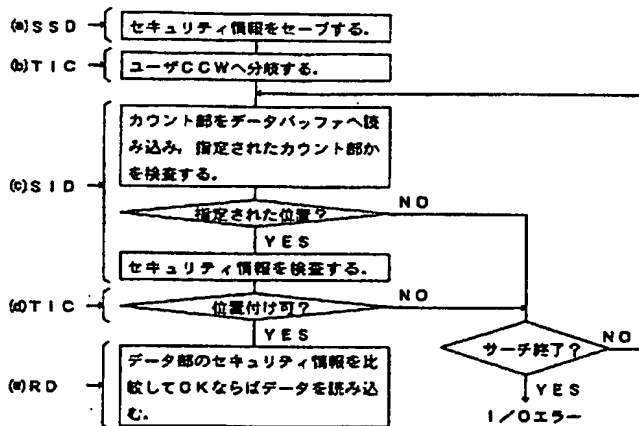 (a)SSD
セキュリティ情報をセーブする.
(b)TIC
ユーザCCWへ分岐する.
(c)SID
カウント部をデータバッファへ読
み込み,指定されたカウント部か
を検査する.
指定された位置?
NO
YES
セキュリティ情報を検査する.
(d)TIC
位置付け可?
NO
YES
(e)RD
データ部のセキュリティ情報を比
較してOKならばデータを読み込
む.
サーチ終了?
NO
YES
I/Oエラー